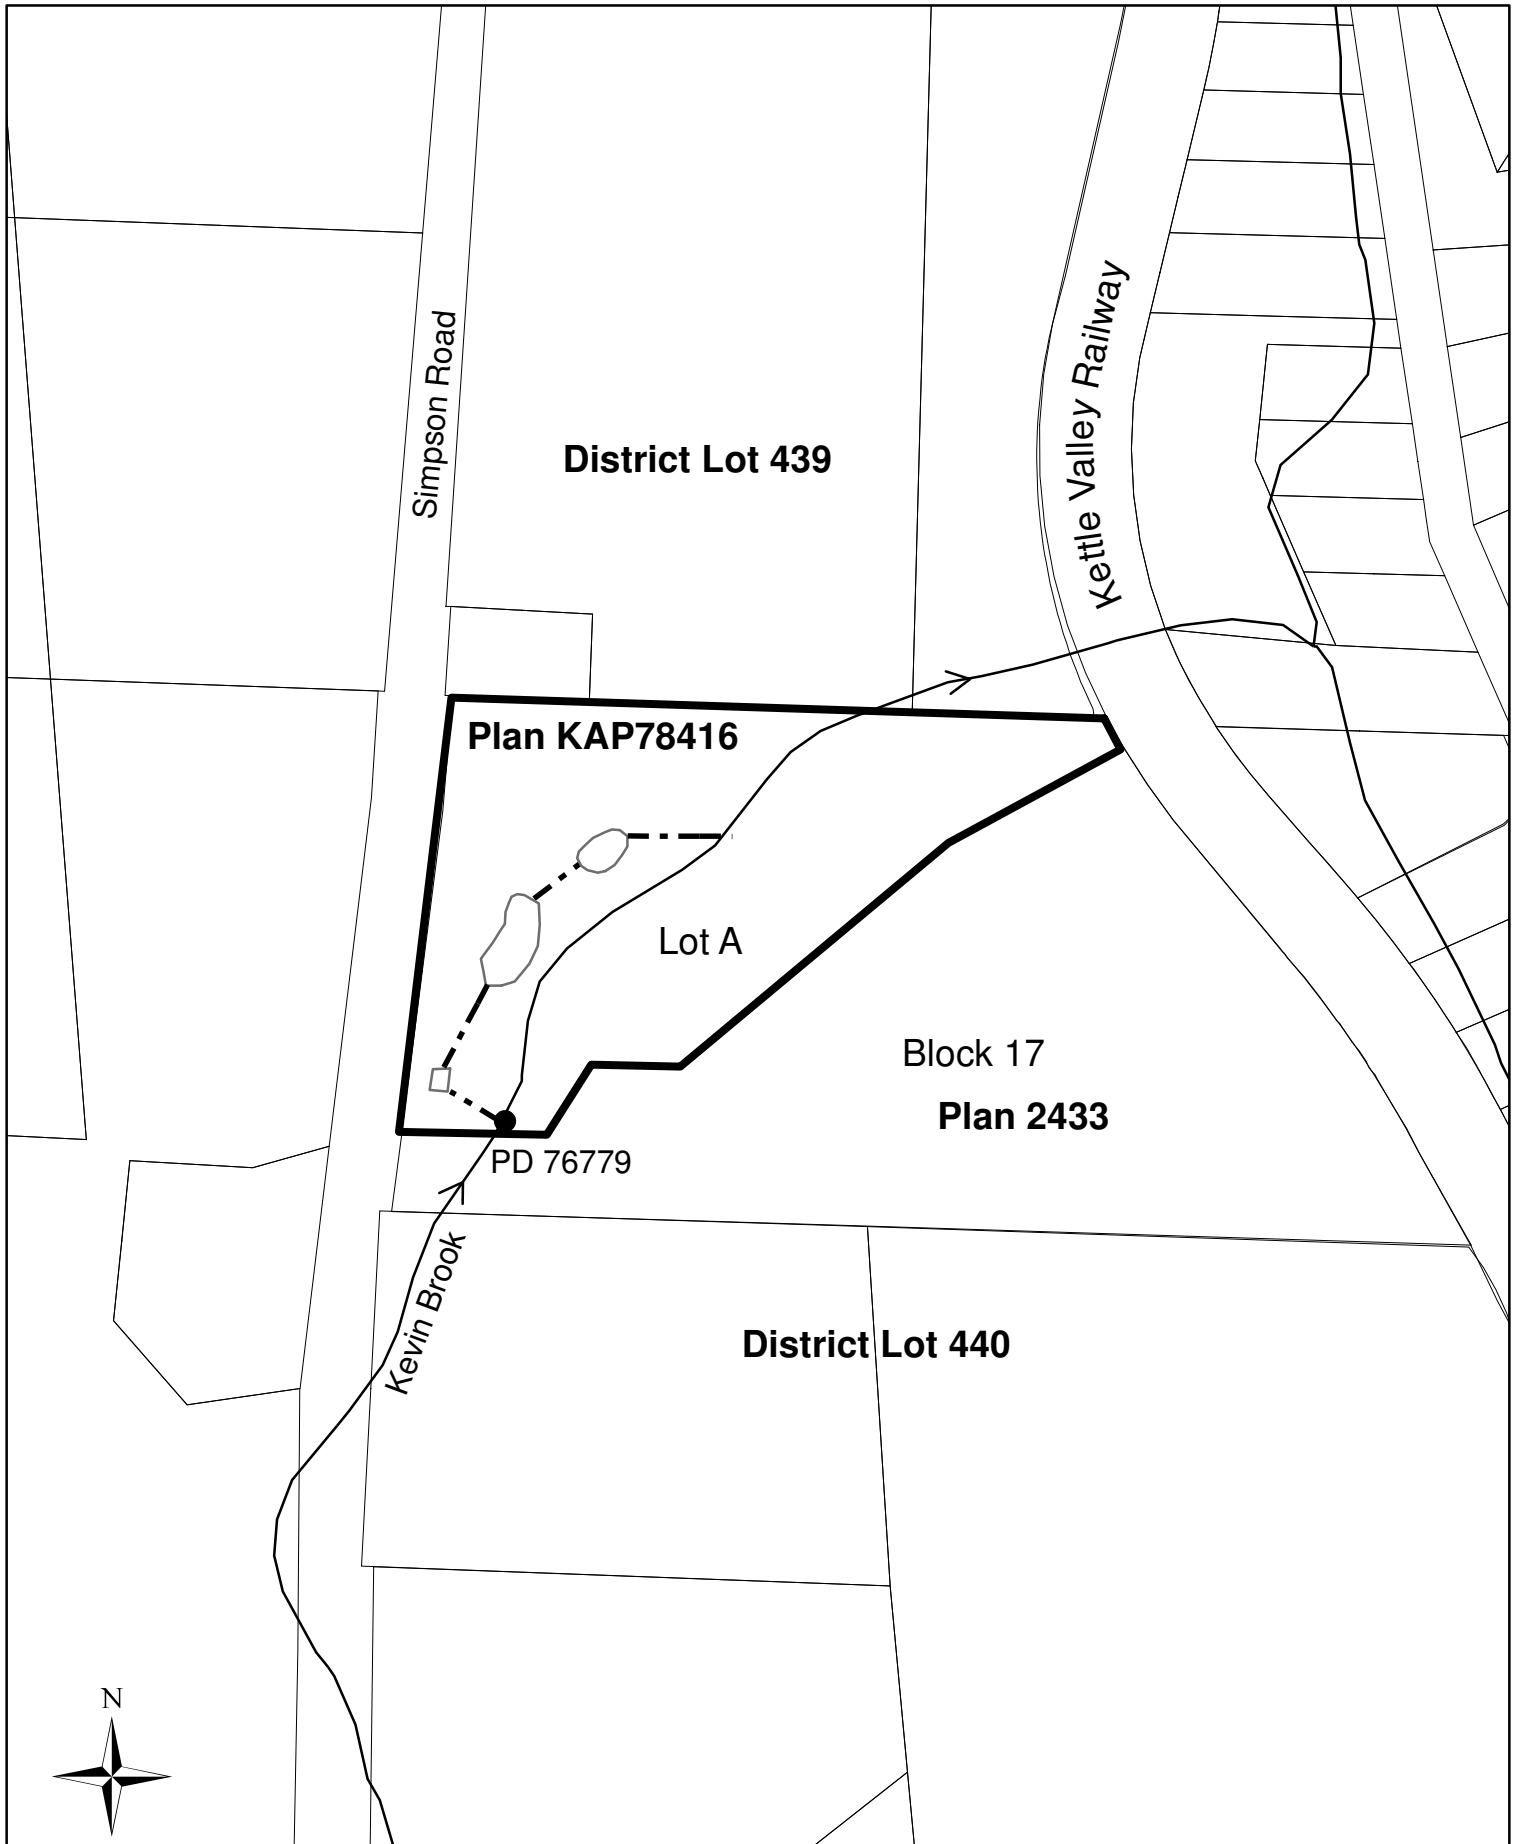 Simpson Road
Kettle Valley Railway
District Lot 439
Plan KAP78416
Lot A
Block 17
Plan 2433
PD 76779
Kevin Brook
District Lot 440
N